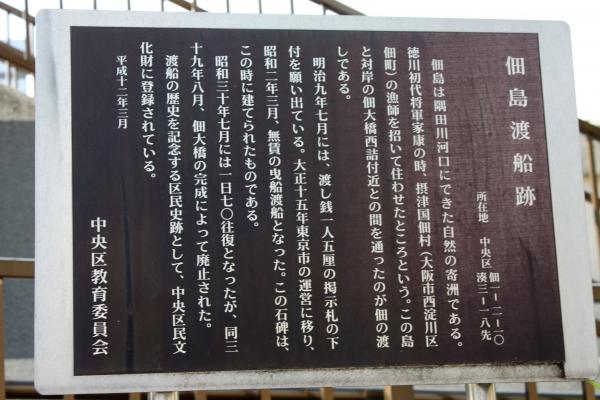 佃島渡船跡
所在地　中央区　佃一－二－一〇
湊三－一八先
佃島は隅田川河口にできた自然の寄洲である。
徳川初代将軍家康の時、摂津国佃村（大阪市西淀川区
佃町）の漁師を招いて住わせたところという。この島
と対岸の佃大橋西詰付近との間を通ったのが佃の渡
しである。
明治九年七月には、渡し銭一人五厘の掲示札の下
付を願い出ている。大正十五年東京市の運営に移り、
昭和二年三月、無賃の曳船渡船となった。この石碑は、
この時に建てられたものである。
昭和三十年七月には一日七〇往復となったが、同三
十九年八月、佃大橋の完成によって廃止された。
渡船の歴史を記念する区民史跡として、中央区民文
化財に登録されている。
平成十二年三月
中央区教育委員会